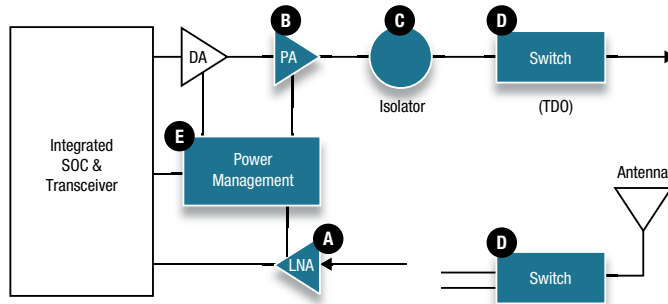 B
C
D
DA
PA
Switch
Isolator
(TDO)
E
Integrated
SOC &
Transceiver
Power
Management
Antenna
A
LNA
D
Switch